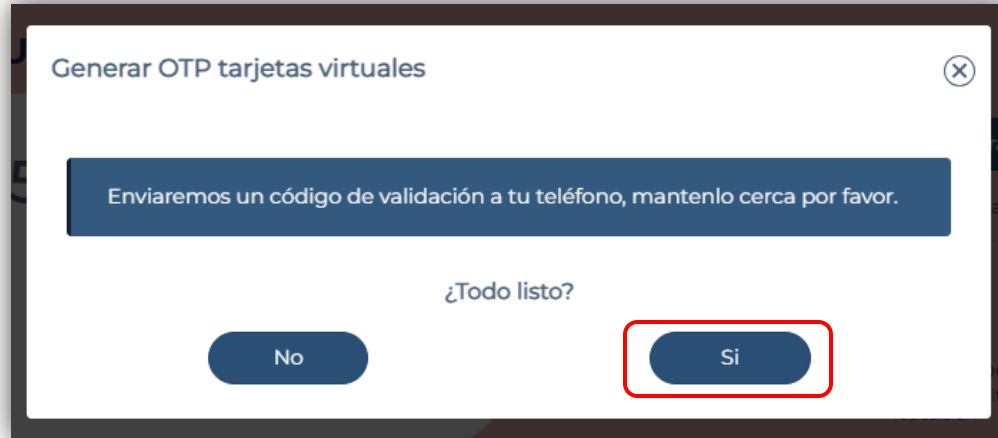 Generar OTP tarjetas virtuales
Enviaremos un código de validación a tu teléfono, mantenlo cerca por favor.
¿Todo listo?
No
Si